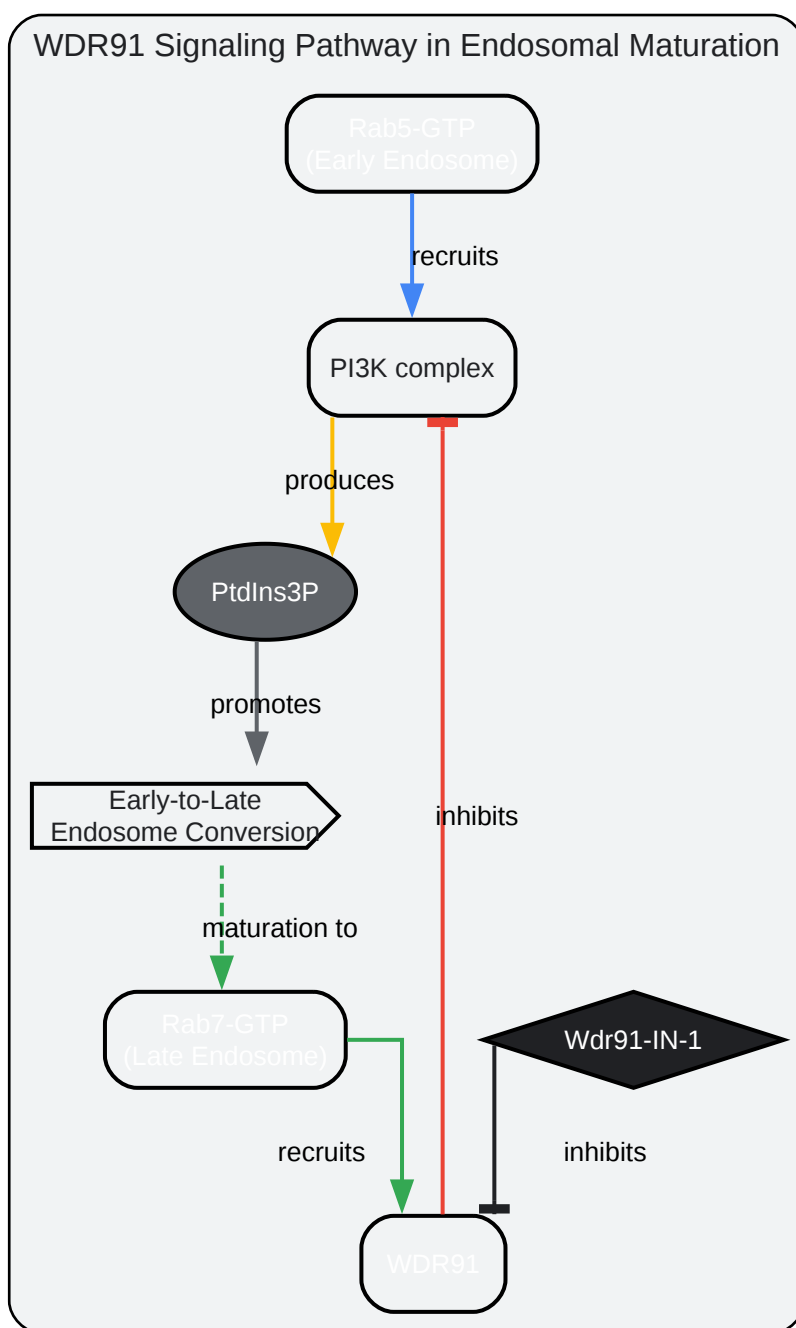 WDR91 Signaling Pathway in Endosomal Maturation
Rab5-GTP
(Early Endosome)
recruits
PI3K complex
produces
PtdIns3P
promotes
Early-to-Late
Endosome Conversion
inhibits
maturation to
Rab7-GTP
(Late Endosome)
Wdr91-IN-1
recruits
inhibits
WDR91